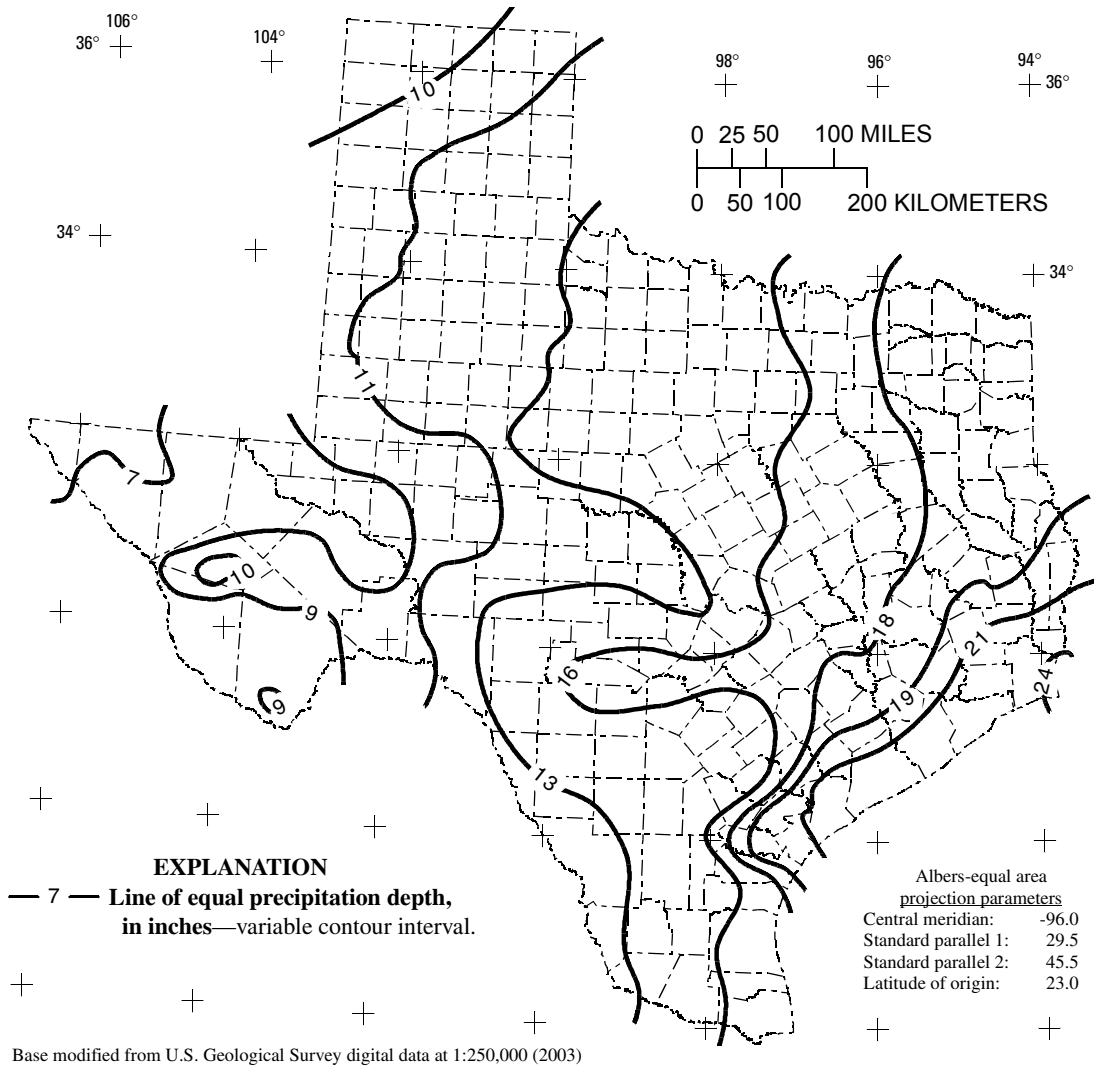 106°
36°
104°
98°
96°
94°
36°
10
0 25 50 100 MILES
0 50 100 200 KILOMETERS
34°
34°
11
7
10
9
18
21
16
24
19
9
13
EXPLANATION
7 Line of equal precipitation depth,
in inches—variable contour interval.
Albers-equal area
projection parameters
Central meridian: -96.0
Standard parallel 1: 29.5
Standard parallel 2: 45.5
Latitude of origin: 23.0
Base modified from U.S. Geological Survey digital data at 1:250,000 (2003)